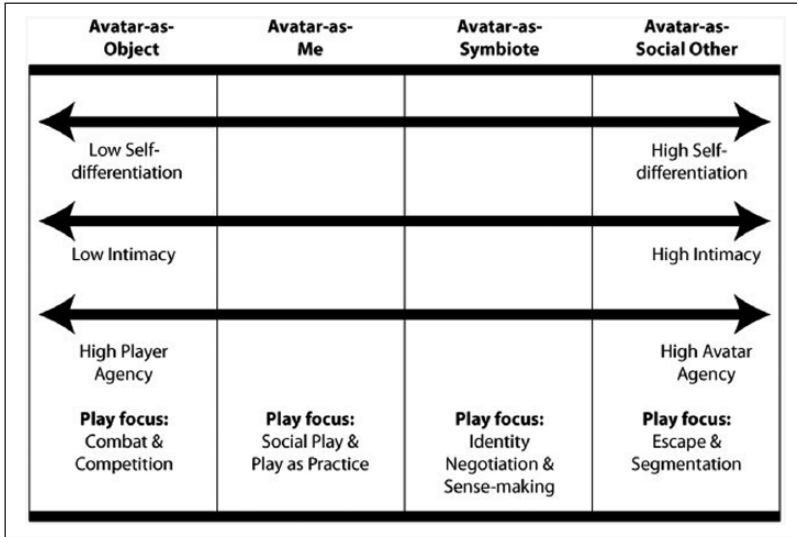 Avatar-as-
Object
Avatar-as-
Me
Avatar-as-
Symbiote
Avatar-as-
Social Other
Low Self-
differentiation
High Self-
differentiation
Low Intimacy
High Intimacy
High Player
Agency
High Avatar
Agency
Play focus:
Combat &
Competition
Play focus:
Social Play &
Play as Practice
Play focus:
Identity
Negotiation &
Sense-making
Play focus:
Escape &
Segmentation